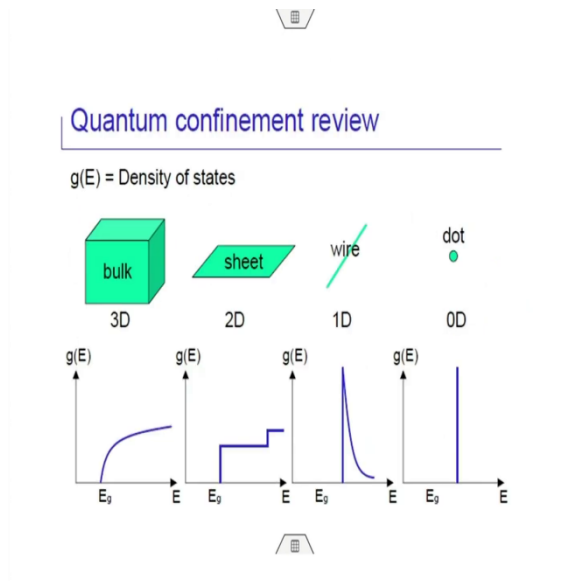 Quantum confinement review
g(E) = Density of states
bulk
sheet
wire
dot
3D
2D
1D
0D
g(E)
g(E)
g(E)
g(E)
Eg
E
Eg
E
Eg
E
Eg
E